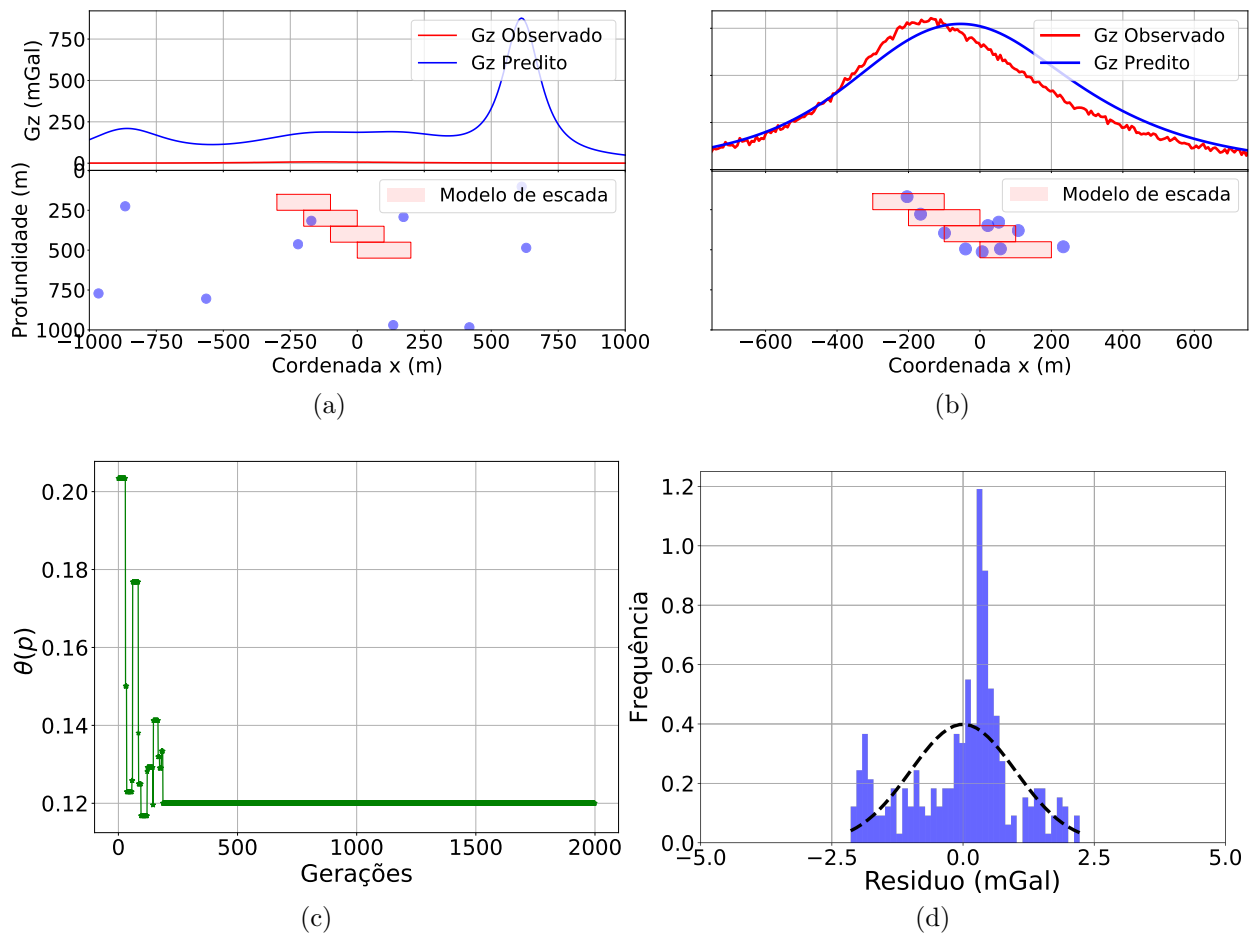 Gz (mGal)
750
500
250
0
Gz Observado
Gz Predito
Profundidade (m)
0
250
500
750
1000
Modelo de escada
−1000 −750 −500 −250 0 250 500 750 1000
Cordenada x (m)
(a)
Gz Observado
Gz Predito
Modelo de escada
−600 −400 −200 0 200 400 600
Coordenada x (m)
(b)
θ(p)
0.20
0.18
0.16
0.14
0.12
0 500 1000 1500 2000
Gerações
(c)
Frequência
1.2
1.0
0.8
0.6
0.4
0.2
0.0
−5.0 −2.5 0.0 2.5 5.0
Residuo (mGal)
(d)